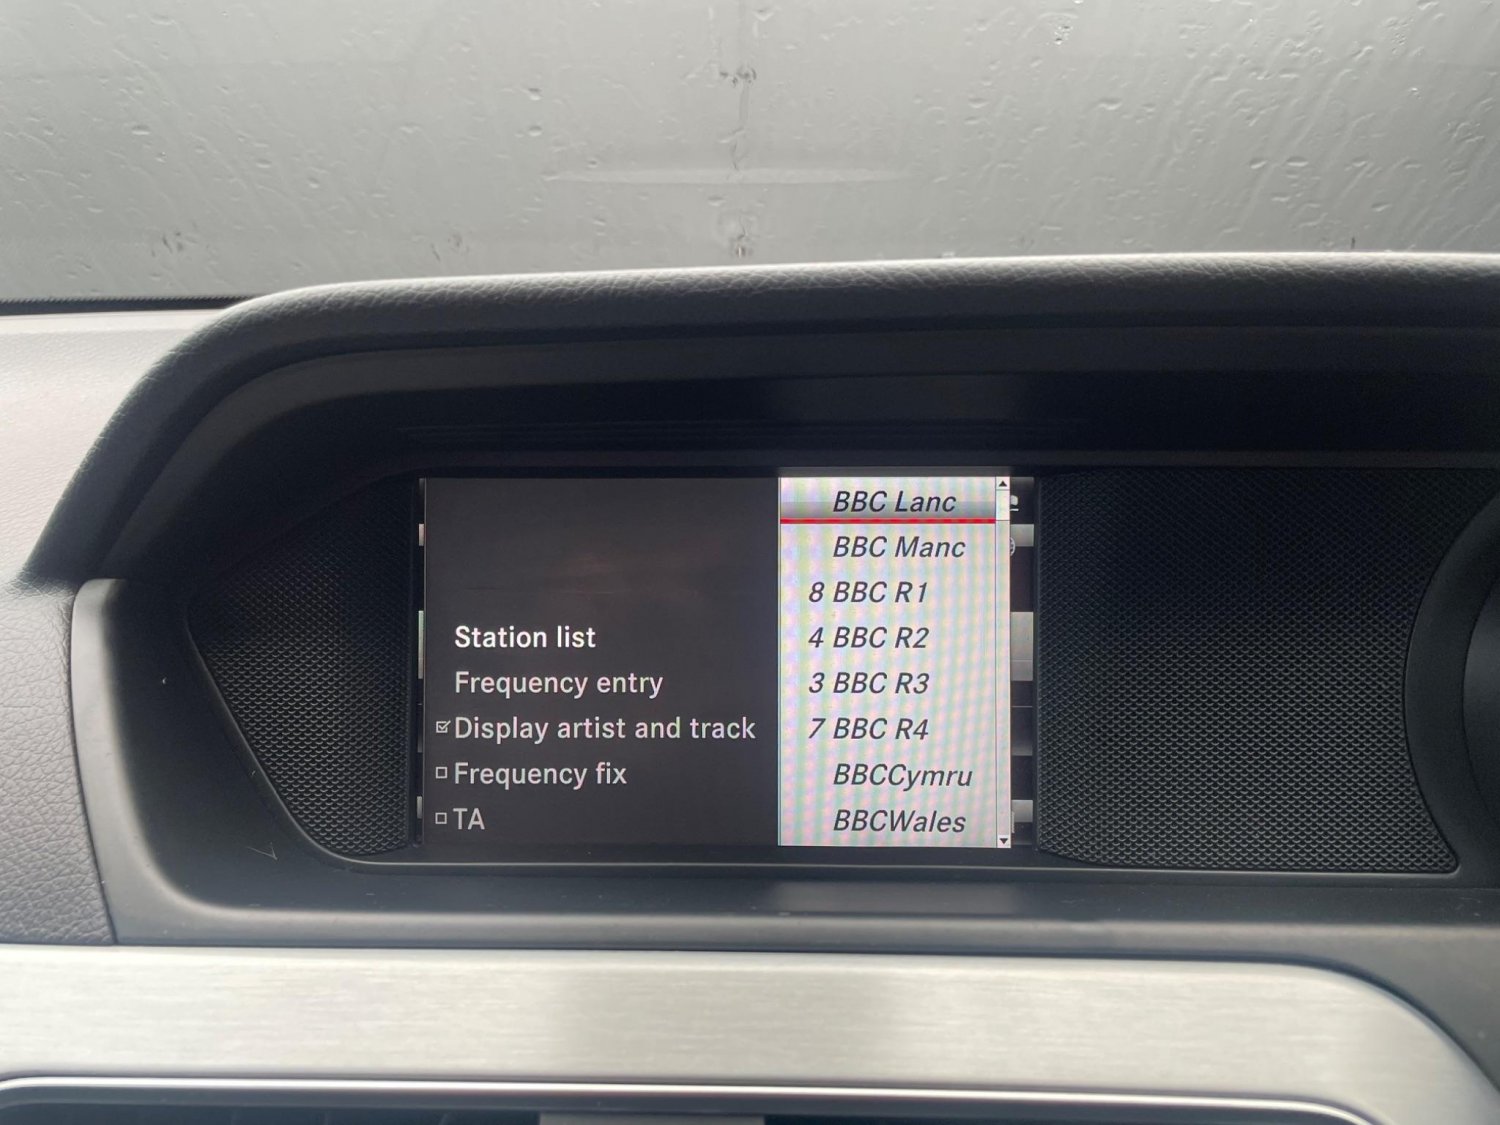 Station list
Frequency entry
Display artist and track
Frequency fix
TA
BBC Lanc
BBC Manc
8 BBC R1
4 BBC R2
3 BBC R3
7 BBC R4
BBCCymru
BBCWales